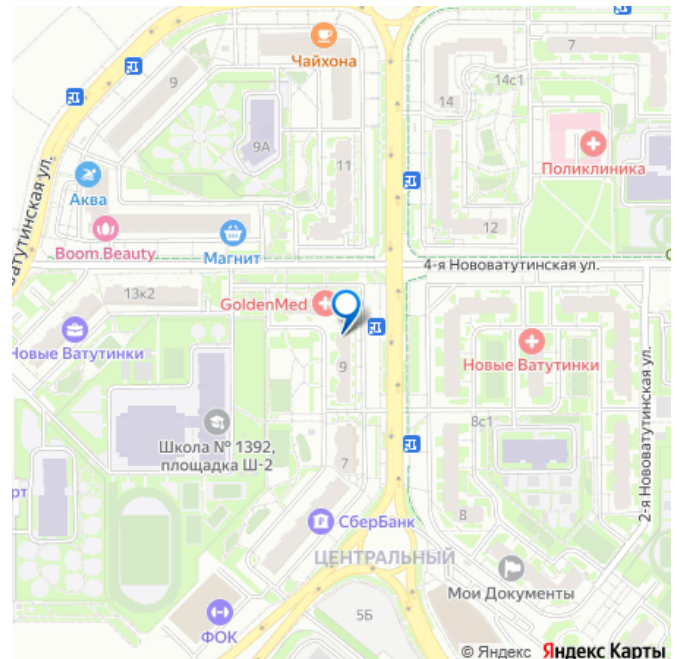 Чайхона
7
9
14с1
14
9А
11
Поликлиника
Аква
12
Boom.Beauty
Магнит
4-я Нововатутинская ул.
ватутинская ул.
13к2
GoldenMed
Новые Ватутинки
9
Новые Ватутинки
2-я Нововатутинская ул.
8с1
Школа № 1392,
площадка Ш-2
7
рт
СберБанк
8
ЦЕНТРАЛЬНЫЙ
Мои Документы
5Б
ФОК
© Яндекс Яндекс Карты